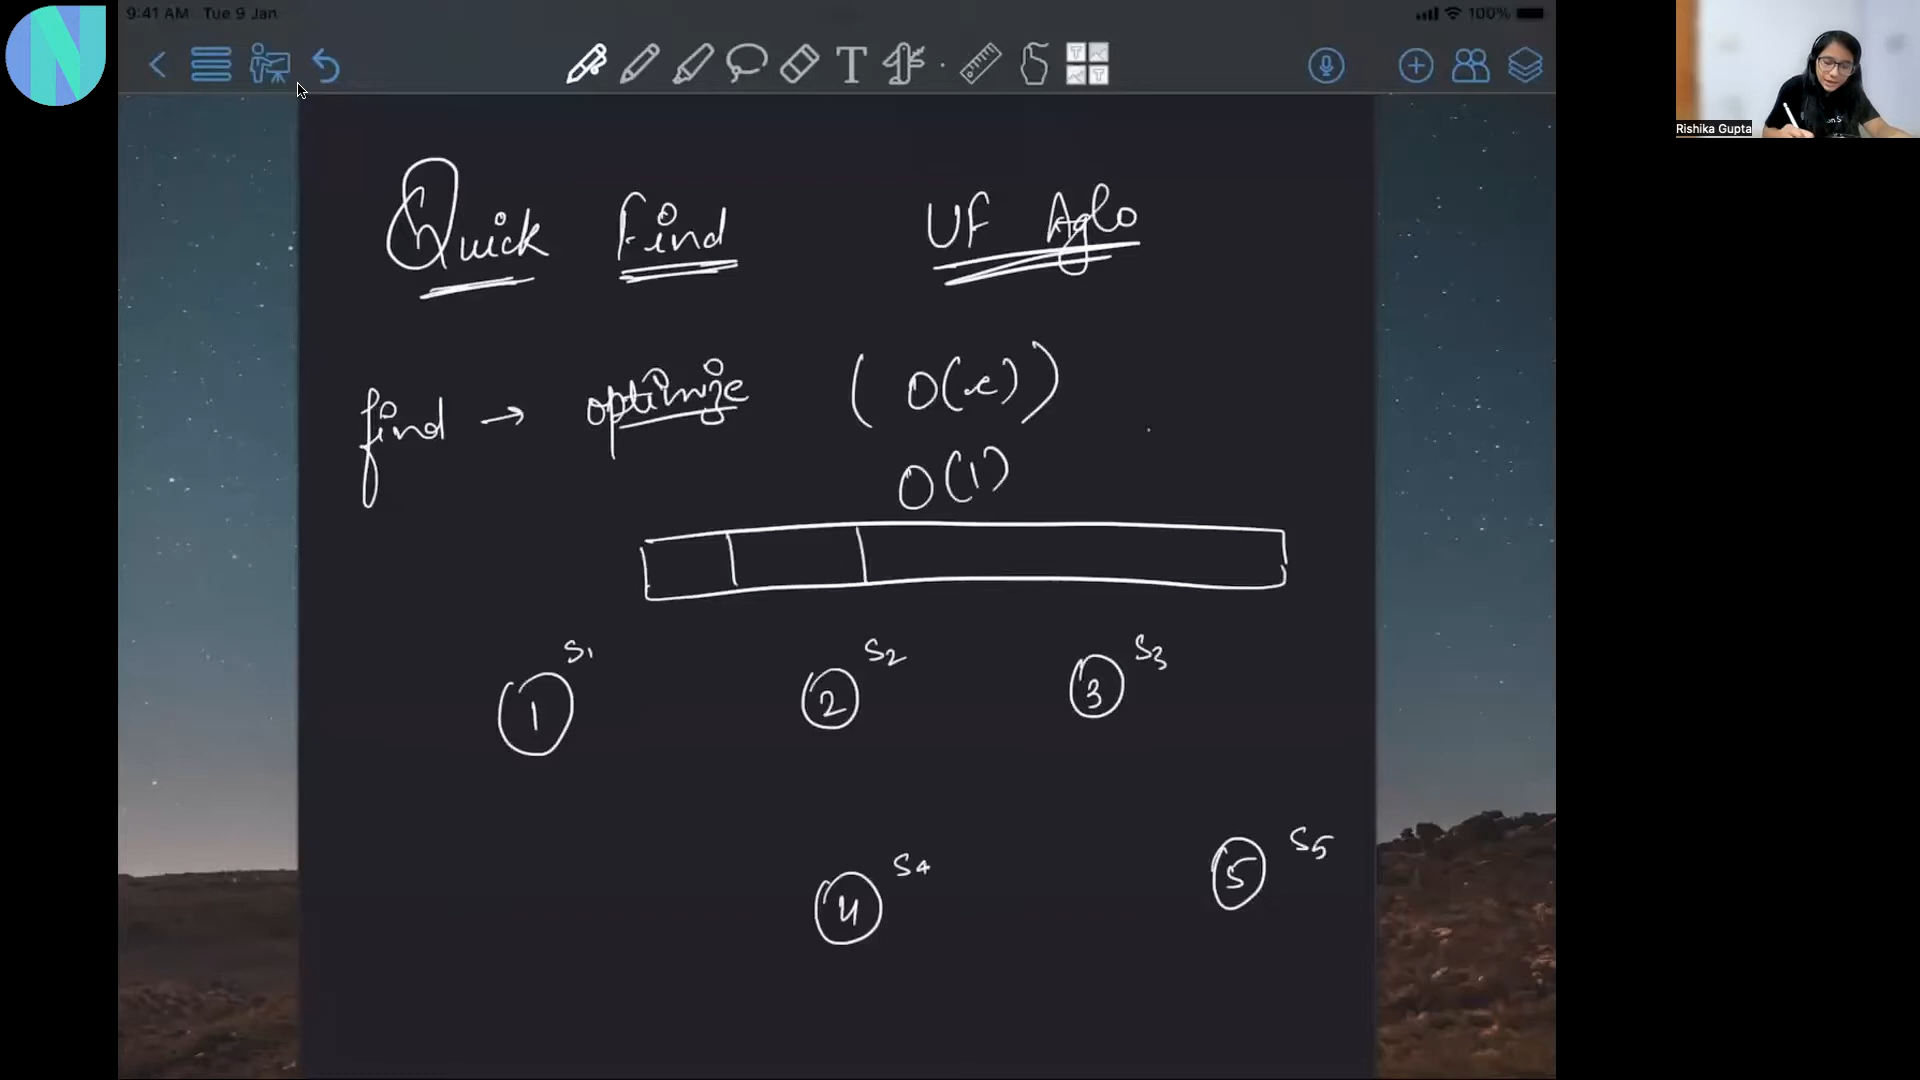 9:41 AM Tue 9 Jan
100%
Rishika Gupta
Quick Find UF Aglo
find → optimize (O(x))
O(1)
S1 S2 S3
1 2 3
S4 S5
4 5